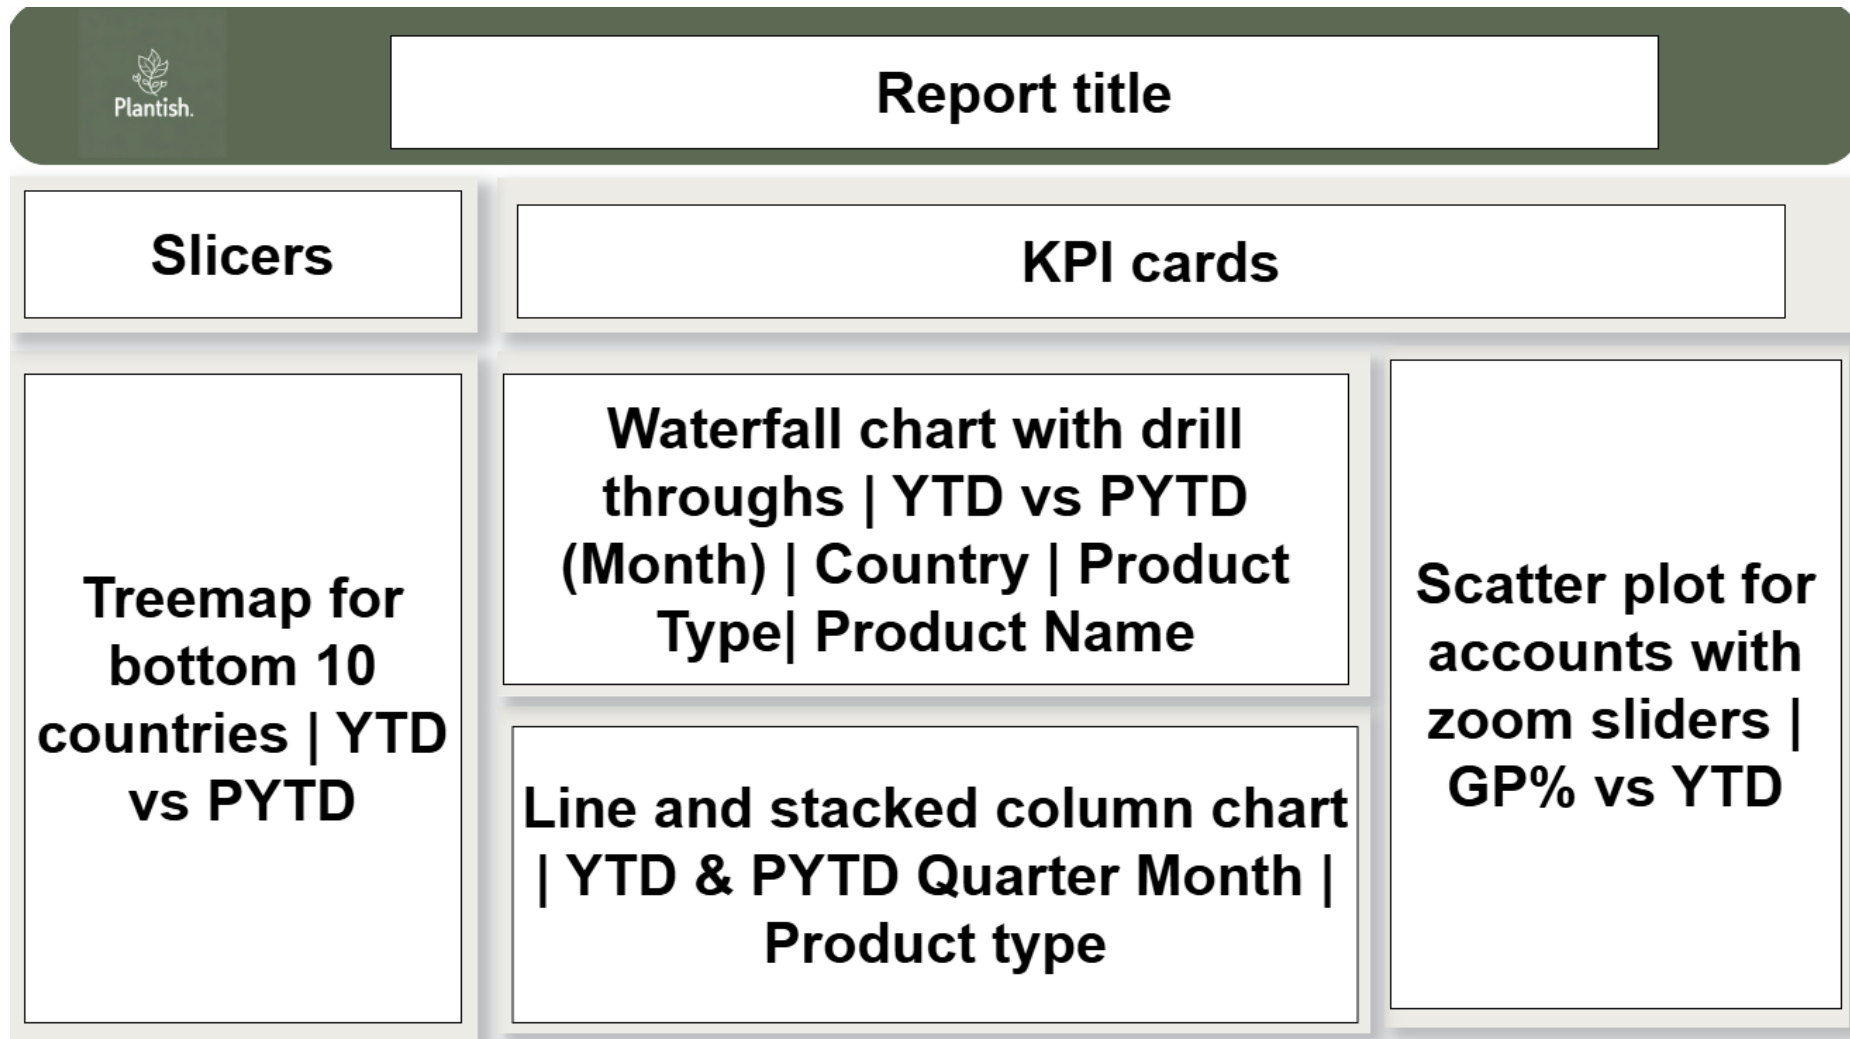 Plantish.
Report title
Slicers
KPI cards
Treemap for
bottom 10
countries | YTD
vs PYTD
Waterfall chart with drill
throughs | YTD vs PYTD
(Month) | Country | Product
Type| Product Name
Line and stacked column chart
| YTD & PYTD Quarter Month |
Product type
Scatter plot for
accounts with
zoom sliders |
GP% vs YTD